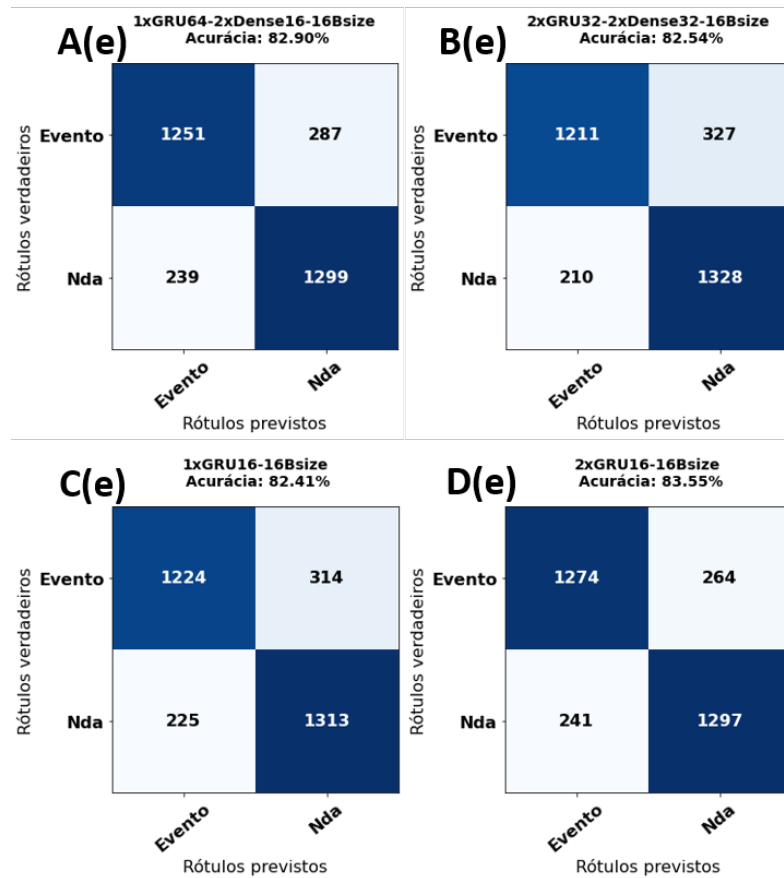 A(e)
1xGRU64-2xDense16-16Bsize
Acurácia: 82.90%
Rótulos verdadeiros
Evento
1251
287
Nda
239
1299
Evento
Nda
Rótulos previstos
B(e)
2xGRU32-2xDense32-16Bsize
Acurácia: 82.54%
Rótulos verdadeiros
Evento
1211
327
Nda
210
1328
Evento
Nda
Rótulos previstos
C(e)
1xGRU16-16Bsize
Acurácia: 82.41%
Rótulos verdadeiros
Evento
1224
314
Nda
225
1313
Evento
Nda
Rótulos previstos
D(e)
2xGRU16-16Bsize
Acurácia: 83.55%
Rótulos verdadeiros
Evento
1274
264
Nda
241
1297
Evento
Nda
Rótulos previstos